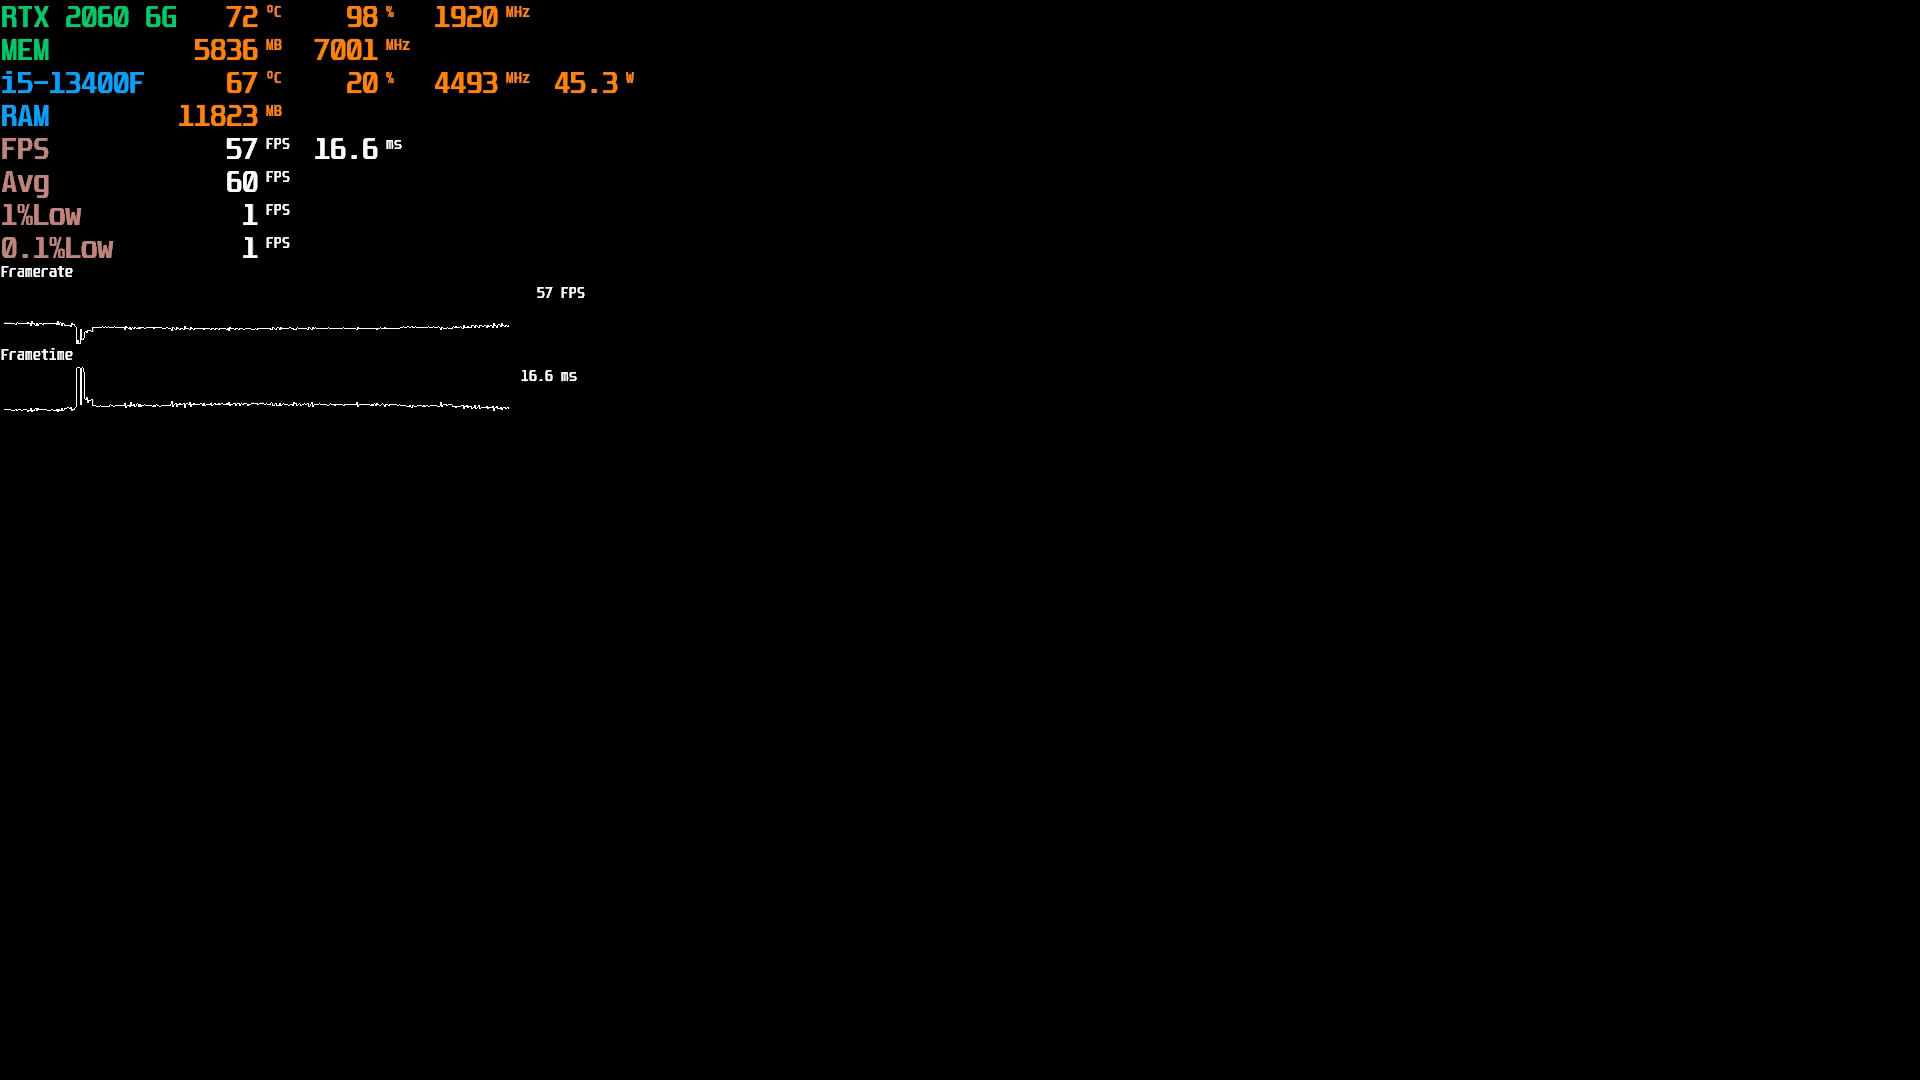 RTX 2060 6G 72 °C 98 % 1920 MHz
MEM 5836 MB 7001 MHz
i5-13400F 67 °C 20 % 4493 MHz 45.3 W
RAM 11823 MB
FPS 57 FPS 16.6 ms
Avg 60 FPS
1%Low 1 FPS
0.1%Low 1 FPS
Framerate
57 FPS
Frametime
16.6 ms